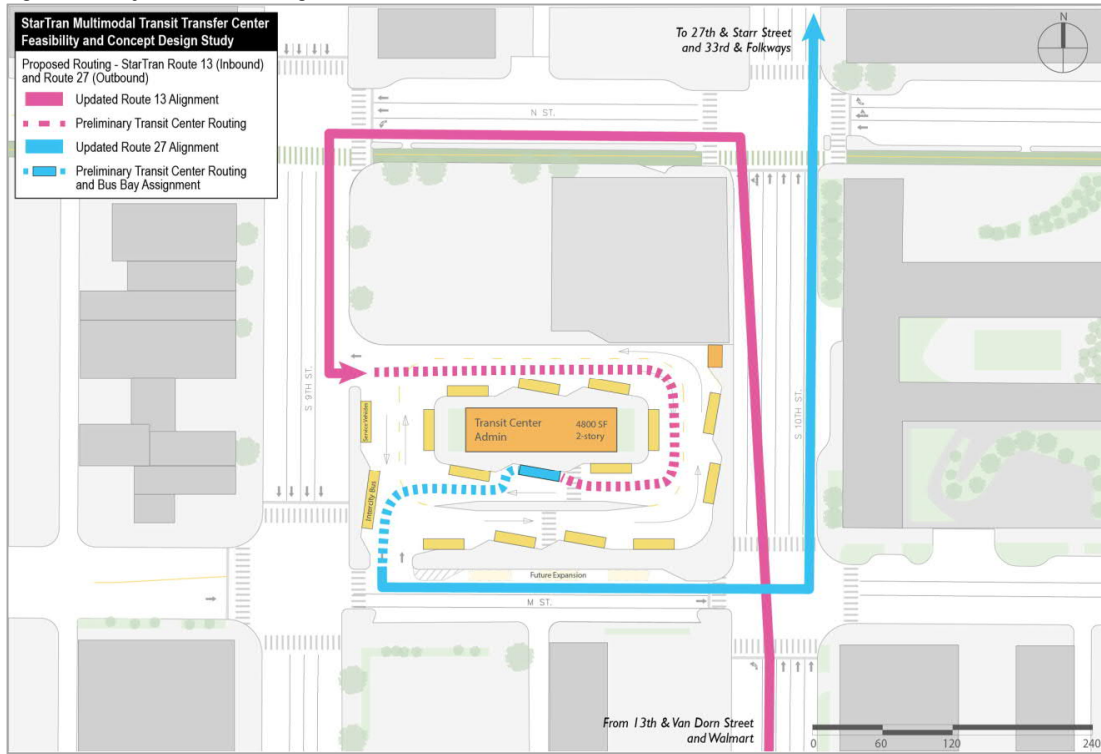 StarTran Multimodal Transit Transfer Center
Feasibility and Concept Design Study
Proposed Routing - StarTran Route 13 (Inbound)
and Route 27 (Outbound)
Updated Route 13 Alignment
Preliminary Transit Center Routing
Updated Route 27 Alignment
Preliminary Transit Center Routing
and Bus Bay Assignment
To 27th & Starr Street
and 33rd & Folkways
N
N ST.
S 9TH ST.
S 10TH ST.
Service Vehicles
Transit Center
Admin
4800 SF
2-story
Intercity Bus
Future Expansion
M ST.
From 13th & Van Dorn Street
and Walmart
0 60 120 240